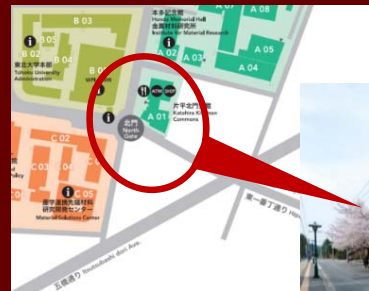 B 03
本多記念館
Honda Memorial Hall
金属材料研究所
Institute for Material Research
A 05
B 05
B 02
B 04
A 02
A 03
A 04
東北大学本部
Tohoku University
Administration
ATM
SHOP
A 01
片平北門会館
Katahira Kitamon
Commons
北門
North
Gate
C 02
C 03
C 04
C 05
産学連携先端材料
研究開発センター
Material Solutions Center
東一番丁通り
五橋通り Itsutsubashi dori Ave.